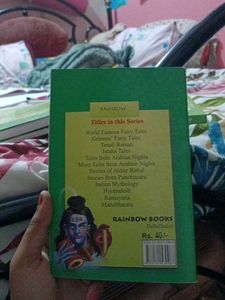 RAINBOW
Titles in this Series
World Famous Fairy Tales
Grimms' Fairy Tales
Tenali Raman
Jataka Tales
Tales from Arabian Nights
More Tales from Arabian Nights
Stories of Akbar Birbal
Stories from Panchtantra
Indian Mythology
Hitopadesh
Ramayana
Mahabharata
RAINBOW BOOKS
Delhi(India)
Rs. 40/-